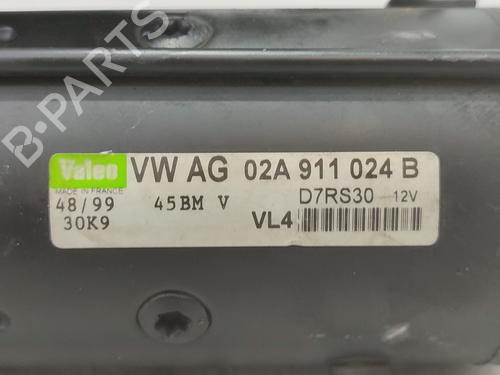 Valeo VW AG 02A 911 024 B
MADE IN FRANCE
48/99 45BM V D7RS30 12V
30K9 VL4
B-PARTS